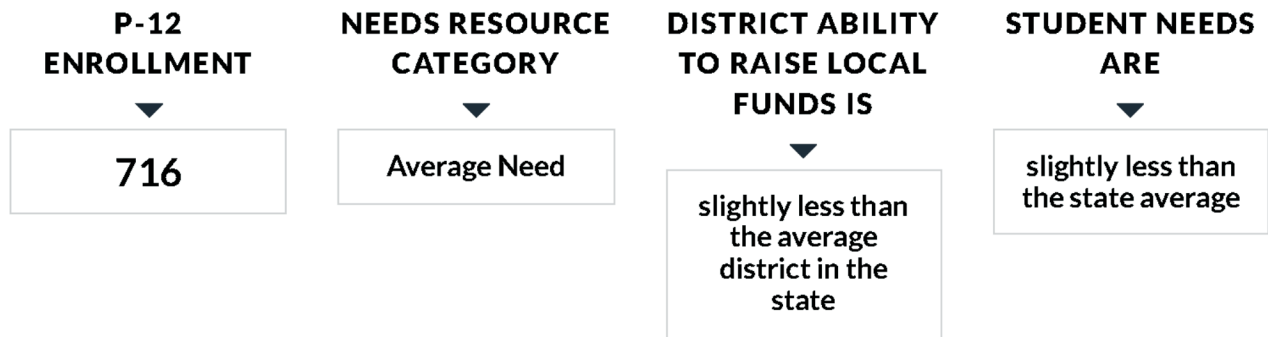 P-12
ENROLLMENT
716
NEEDS RESOURCE
CATEGORY
Average Need
DISTRICT ABILITY
TO RAISE LOCAL
FUNDS IS
slightly less than
the average
district in the
state
STUDENT NEEDS
ARE
slightly less than
the state average